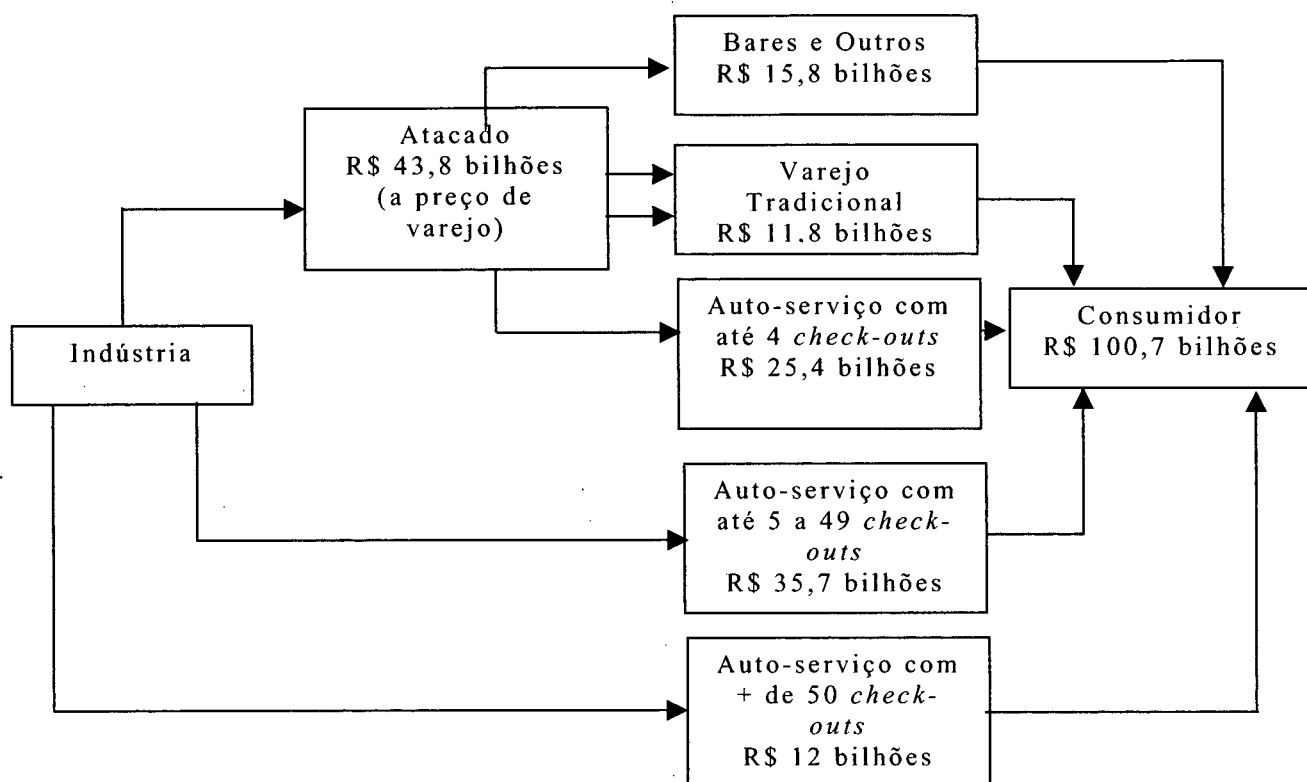 Bares e Outros
R$ 15,8 bilhões
Atacado
R$ 43,8 bilhões
(a preço de
varejo)
Varejo
Tradicional
R$ 11.8 bilhões
Auto-serviço com
até 4 check-outs
R$ 25,4 bilhões
Consumidor
R$ 100,7 bilhões
Indústria
Auto-serviço com
até 5 a 49 check-
outs
R$ 35,7 bilhões
Auto-serviço com
+ de 50 check-
outs
R$ 12 bilhões